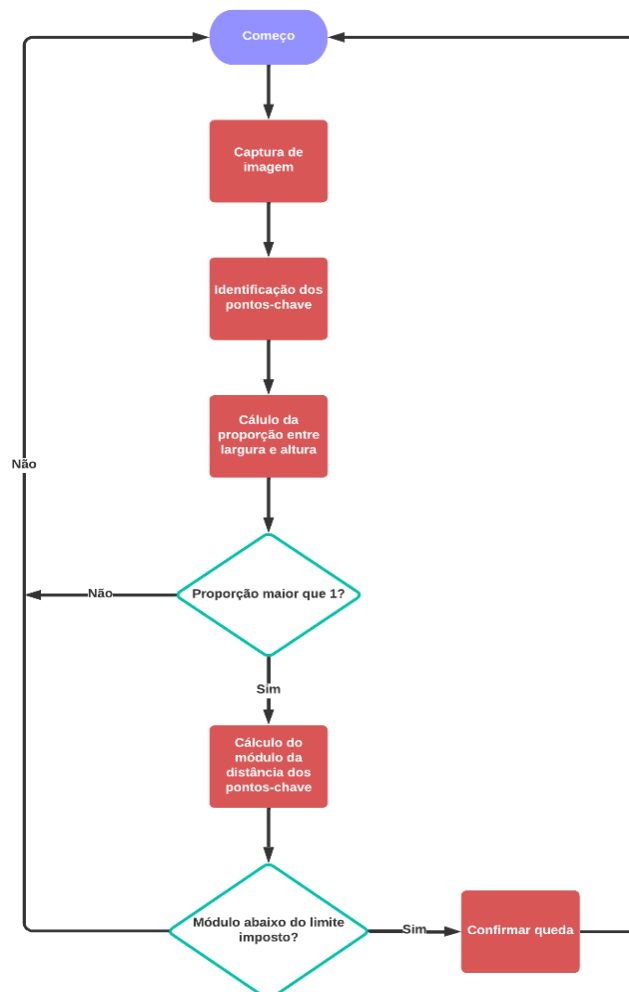 Começo
Captura de
imagem
Identificação dos
pontos-chave
Cálulo da
proporção entre
largura e altura
Não
Proporção maior que 1?
Não
Sim
Cálculo do
módulo da
distância dos
pontos-chave
Módulo abaixo do limite
imposto?
Sim
Confirmar queda